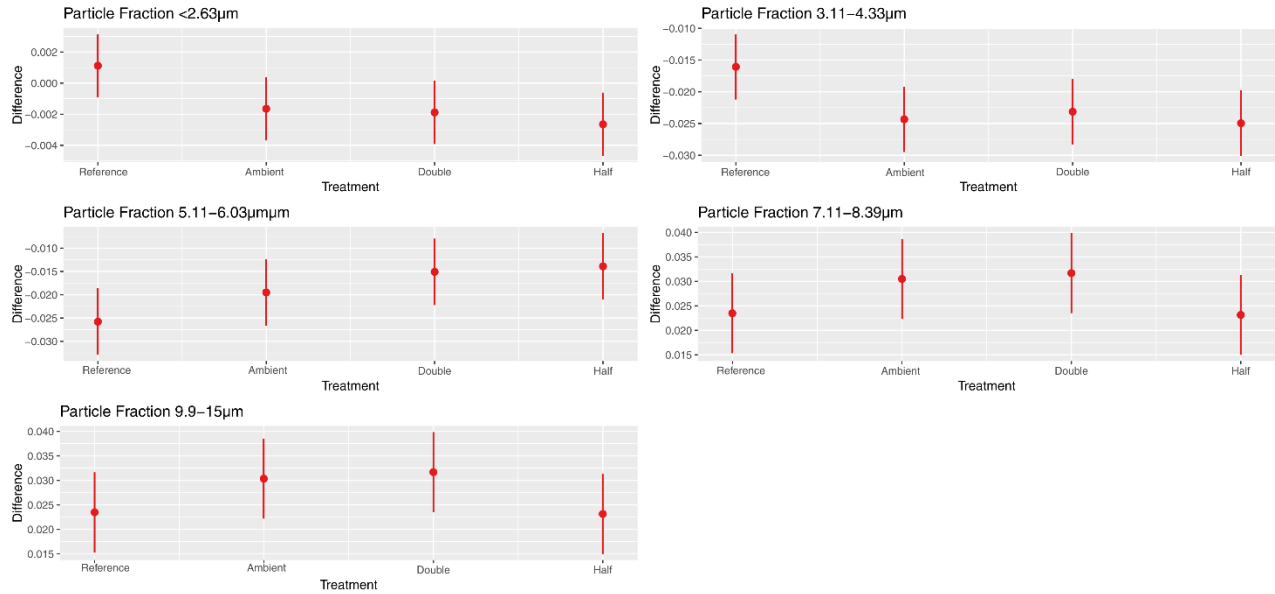 Particle Fraction <2.63µm
Difference
0.002
0.000
−0.002
−0.004
Reference Ambient Double Half
Treatment
Particle Fraction 3.11−4.33µm
Difference
−0.010
−0.015
−0.020
−0.025
−0.030
Reference Ambient Double Half
Treatment
Particle Fraction 5.11−6.03µmµm
Difference
−0.010
−0.015
−0.020
−0.025
−0.030
Reference Ambient Double Half
Treatment
Particle Fraction 7.11−8.39µm
Difference
0.040
0.035
0.030
0.025
0.020
0.015
Reference Ambient Double Half
Treatment
Particle Fraction 9.9−15µm
Difference
0.040
0.035
0.030
0.025
0.020
0.015
Reference Ambient Double Half
Treatment